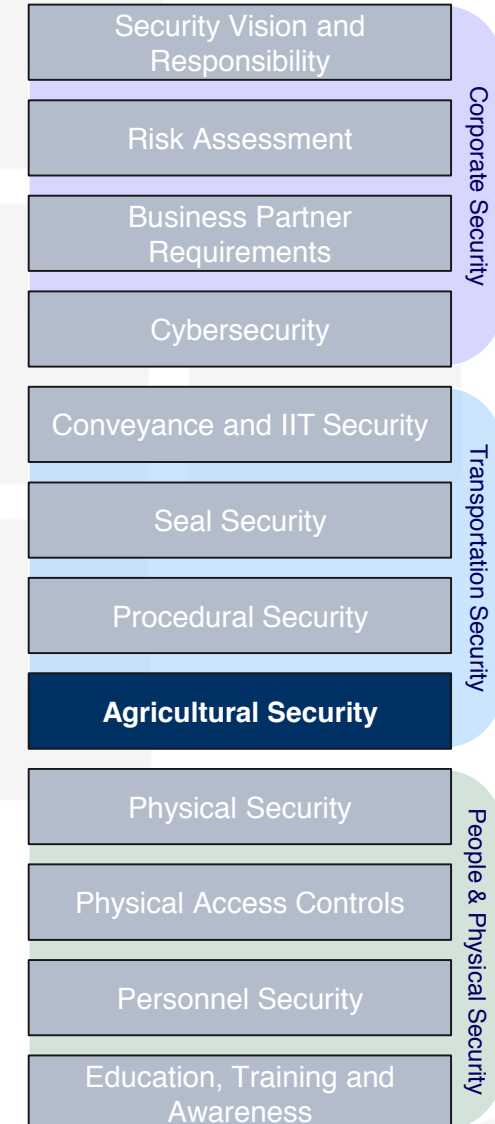 Security Vision and
Responsibility
Risk Assessment
Business Partner
Requirements
Cybersecurity
Corporate Security
Conveyance and IIT Security
Seal Security
Procedural Security
Agricultural Security
Transportation Security
Physical Security
Physical Access Controls
Personnel Security
Education, Training and
Awareness
People & Physical Security